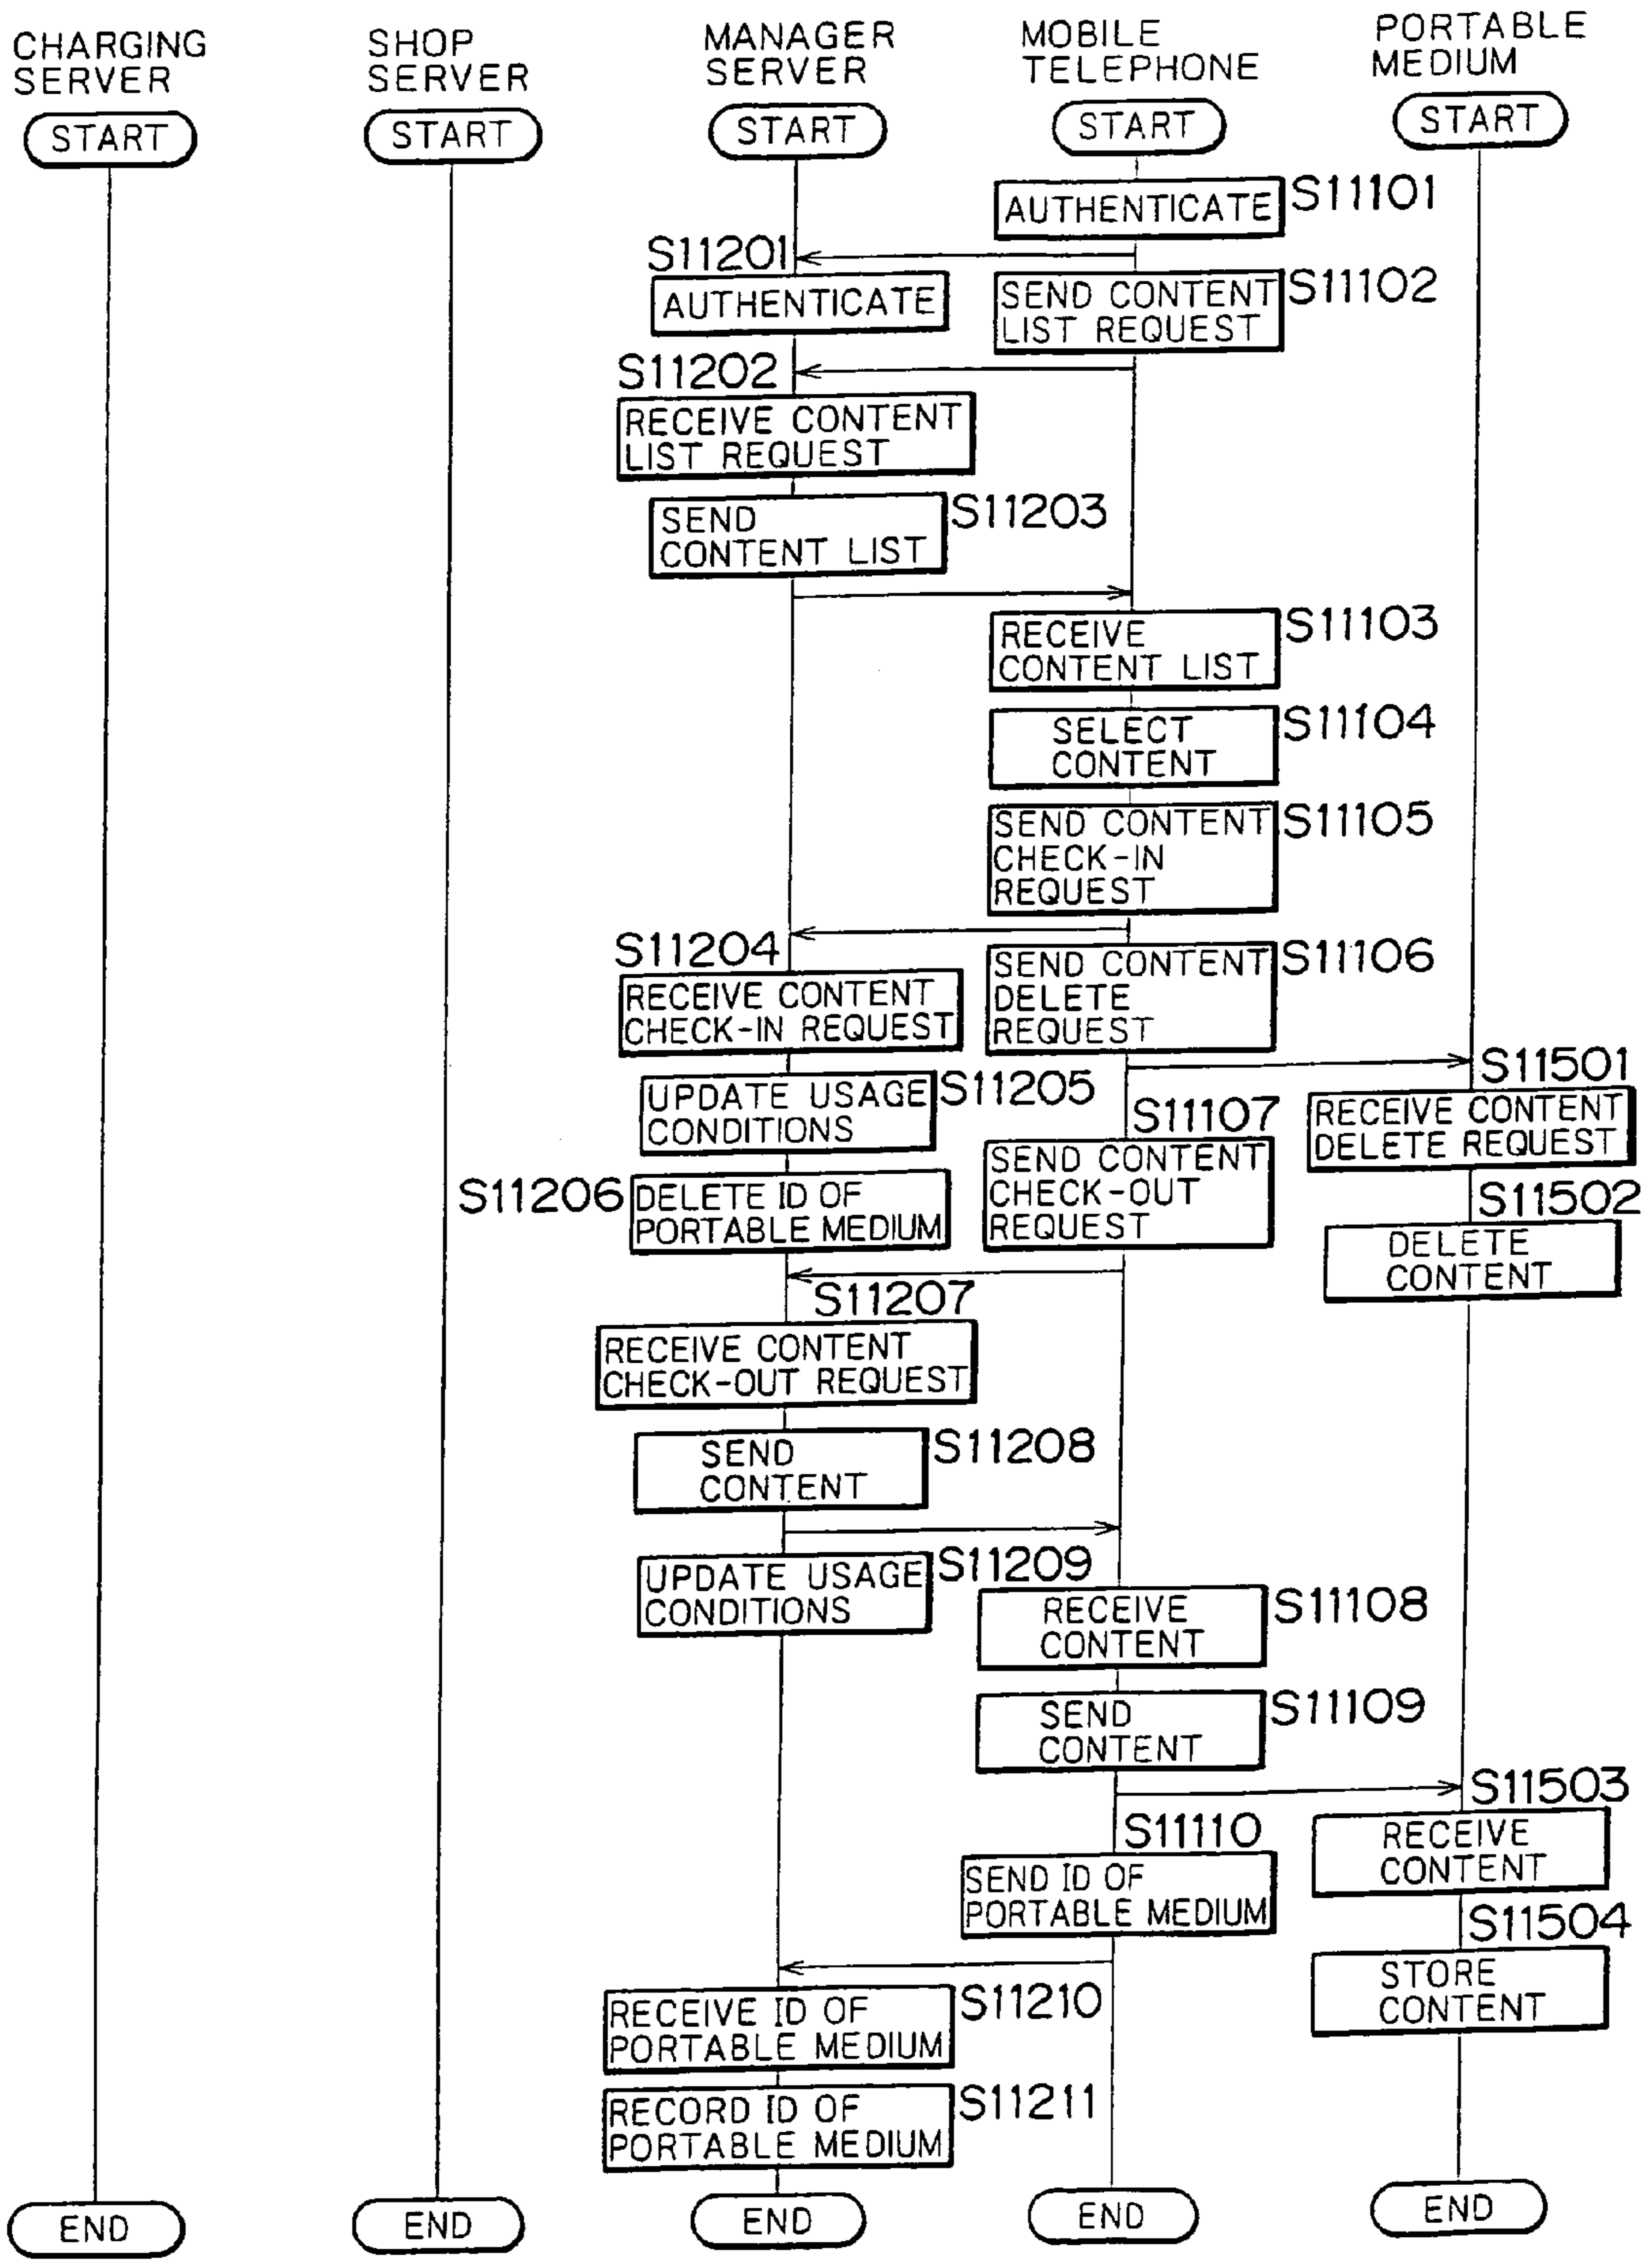 CHARGING
SERVER
SHOP
SERVER
MANAGER
SERVER
MOBILE
TELEPHONE
PORTABLE
MEDIUM
START
START
START
START
START
AUTHENTICATE
S11101
S11201
AUTHENTICATE
SEND CONTENT
LIST REQUEST
S11102
S11202
RECEIVE CONTENT
LIST REQUEST
SEND
CONTENT LIST
S11203
RECEIVE
CONTENT LIST
S11103
SELECT
CONTENT
S11104
SEND CONTENT
CHECK-IN
REQUEST
S11105
S11204
RECEIVE CONTENT
CHECK-IN REQUEST
SEND CONTENT
DELETE
REQUEST
S11106
S11501
RECEIVE CONTENT
DELETE REQUEST
UPDATE USAGE
CONDITIONS
S11205
S11107
SEND CONTENT
CHECK-OUT
REQUEST
S11206
DELETE ID OF
PORTABLE MEDIUM
S11502
DELETE
CONTENT
S11207
RECEIVE CONTENT
CHECK-OUT REQUEST
SEND
CONTENT
S11208
UPDATE USAGE
CONDITIONS
S11209
RECEIVE
CONTENT
S11108
SEND
CONTENT
S11109
S11503
RECEIVE
CONTENT
S11110
SEND ID OF
PORTABLE MEDIUM
S11504
STORE
CONTENT
RECEIVE ID OF
PORTABLE MEDIUM
S11210
RECORD ID OF
PORTABLE MEDIUM
S11211
END
END
END
END
END